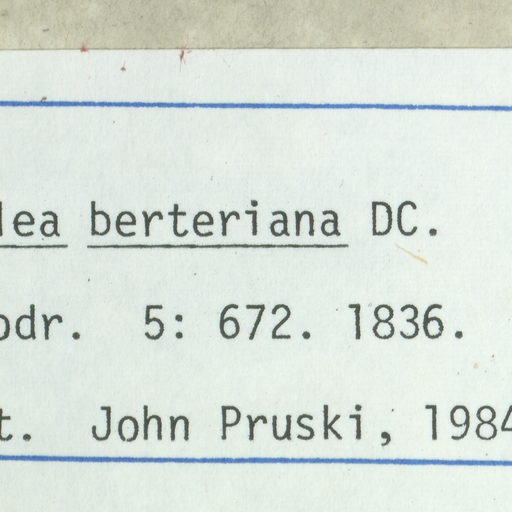 lea berteriana DC.
odr. 5: 672. 1836.
t. John Pruski, 1984